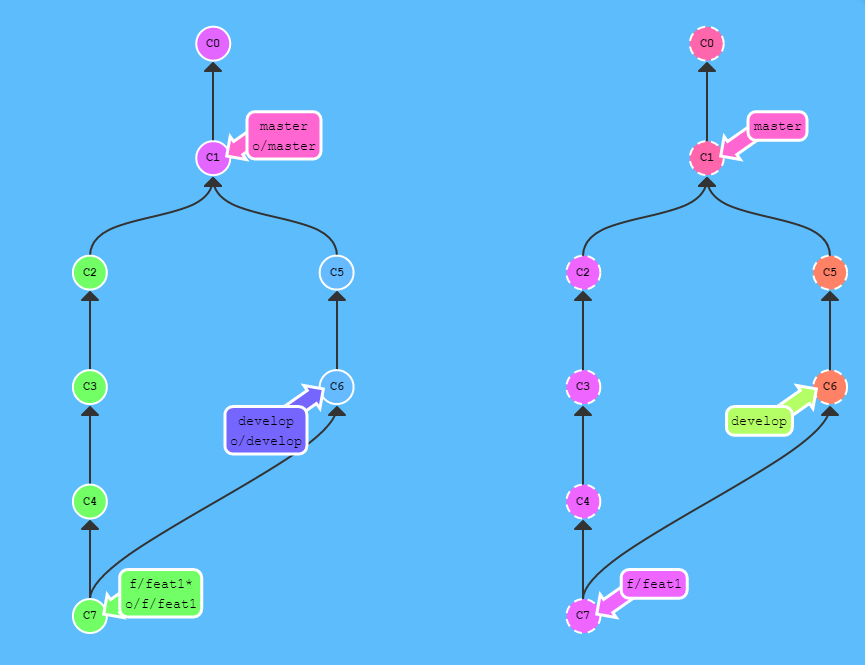 C0
master
o/master
C1
C2
C5
C3
C6
develop
o/develop
C4
f/feat1*
o/f/feat1
C7
C0
master
C1
C2
C5
C3
C6
develop
C4
f/feat1
C7